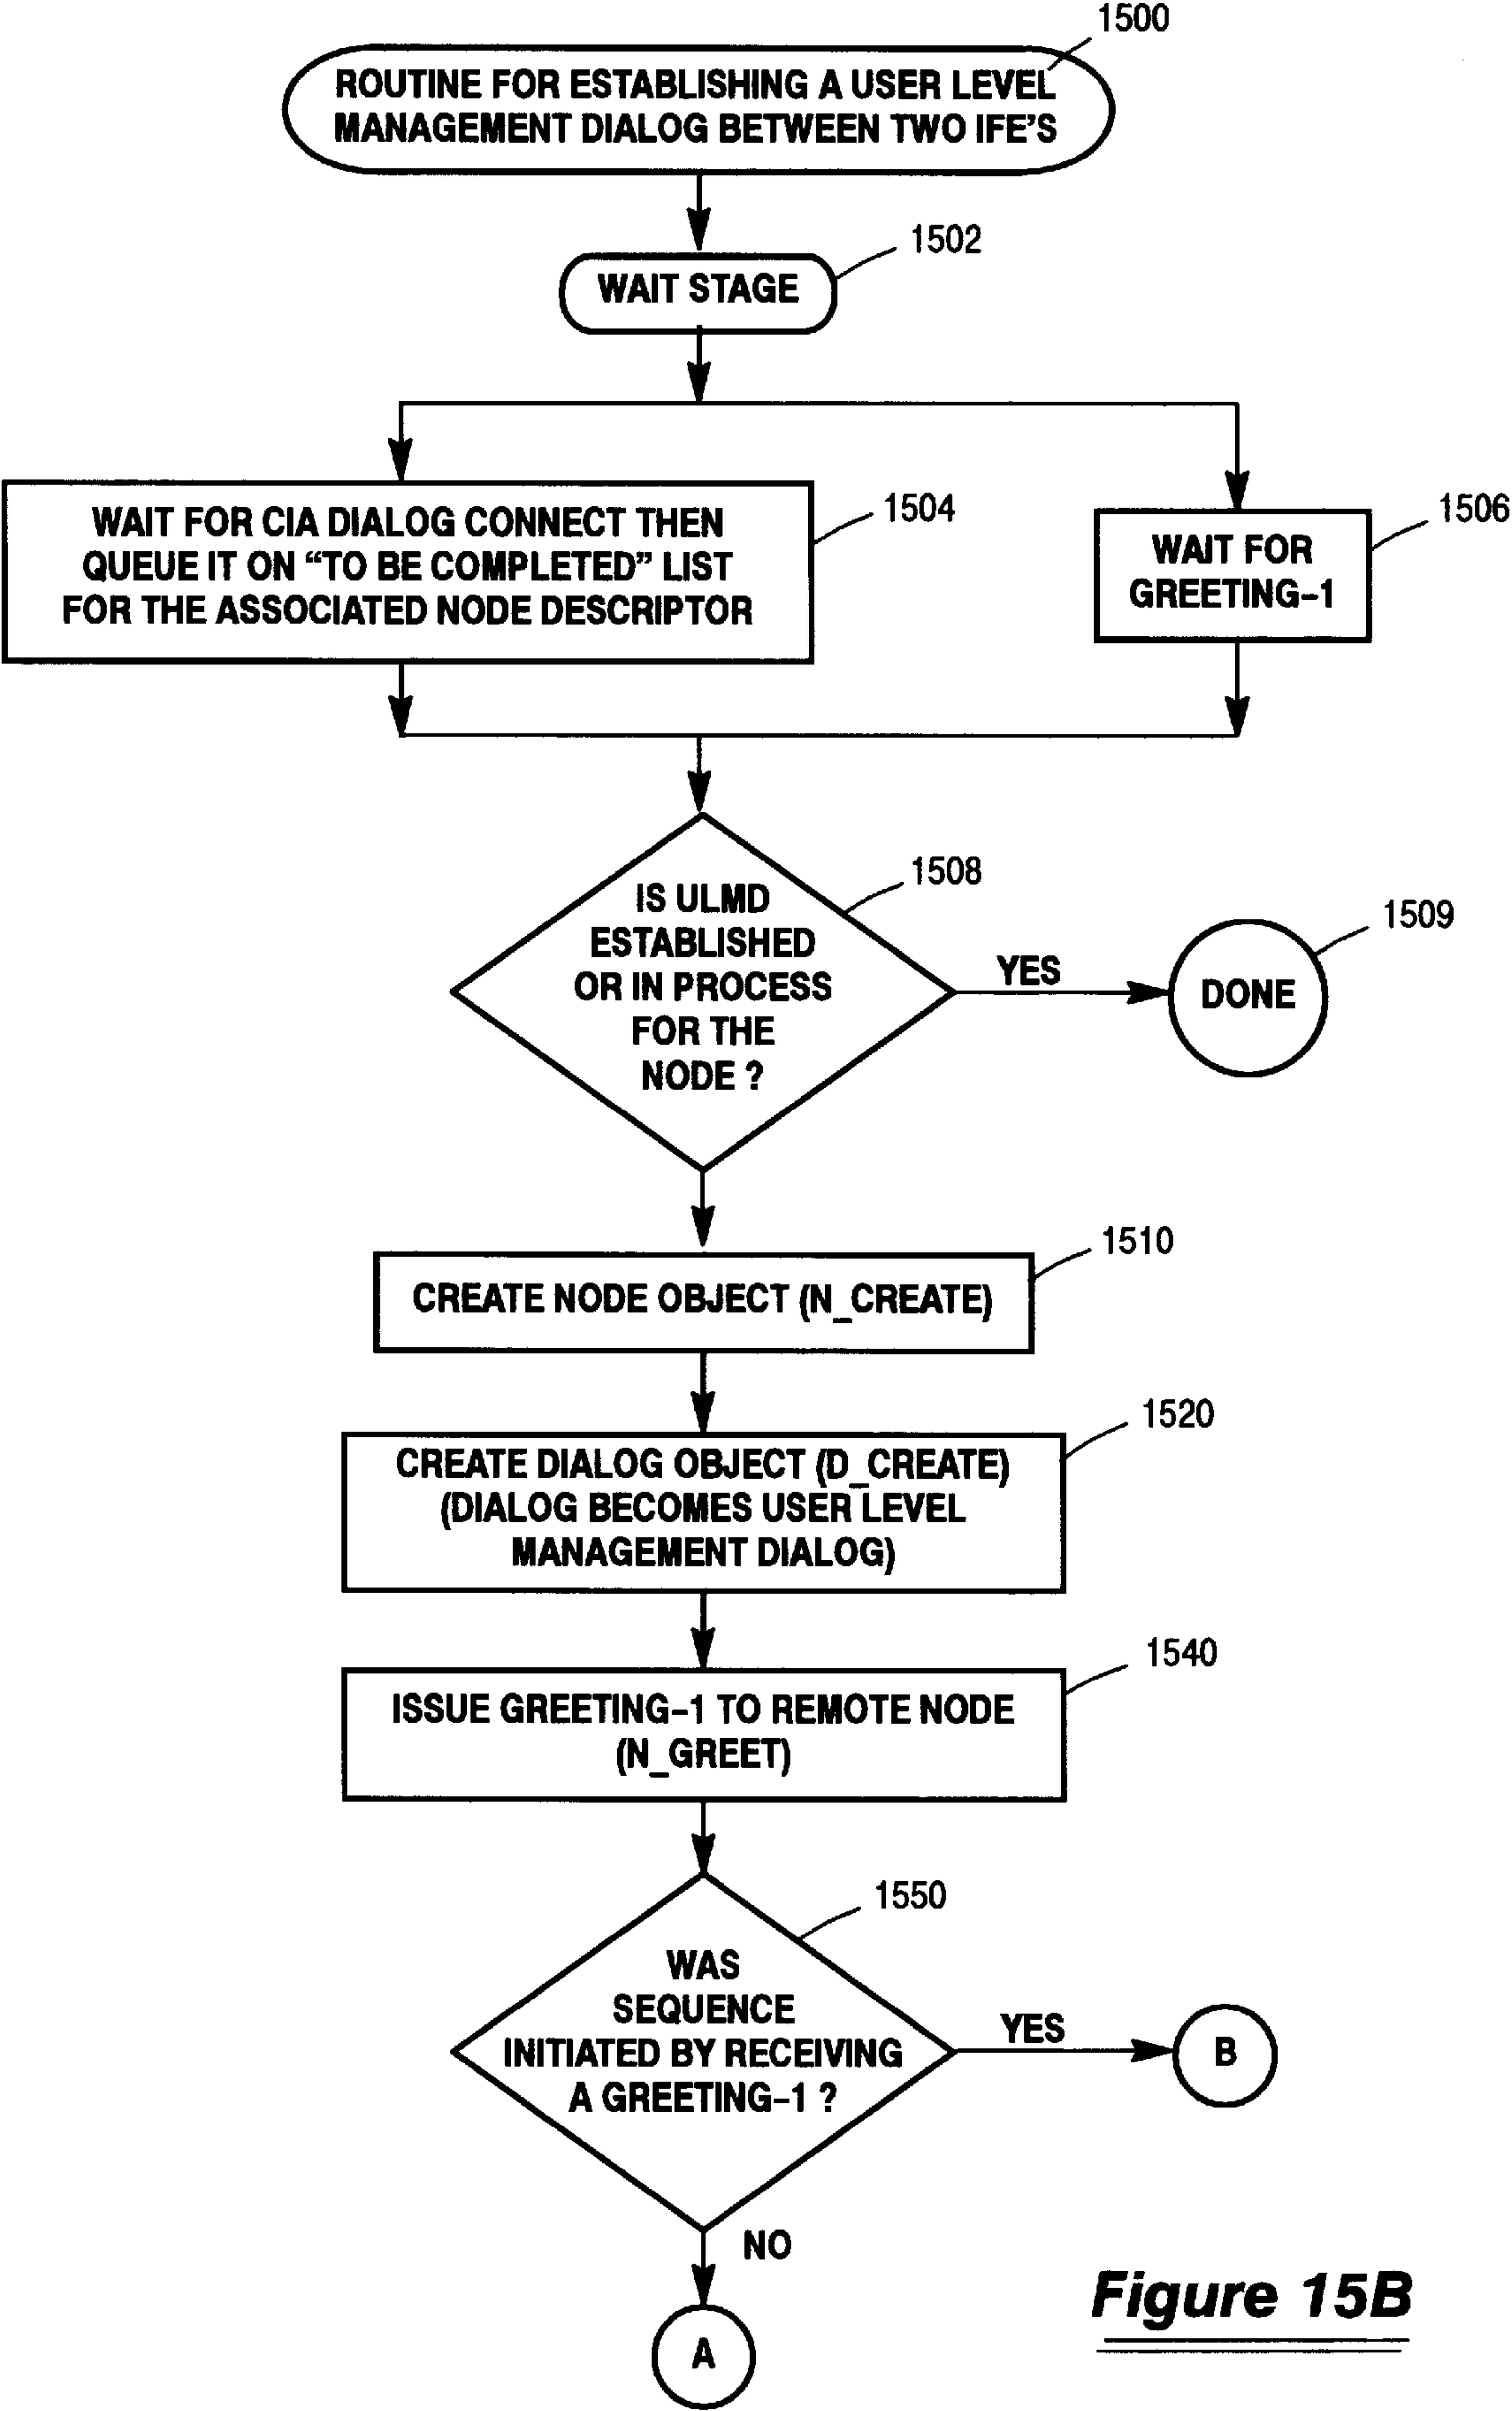 1500
ROUTINE FOR ESTABLISHING A USER LEVEL
MANAGEMENT DIALOG BETWEEN TWO IFE'S
1502
WAIT STAGE
1504
WAIT FOR CIA DIALOG CONNECT THEN
QUEUE IT ON “TO BE COMPLETED” LIST
FOR THE ASSOCIATED NODE DESCRIPTOR
1506
WAIT FOR
GREETING-1
1508
IS ULMD
ESTABLISHED
OR IN PROCESS
FOR THE
NODE ?
YES
1509
DONE
1510
CREATE NODE OBJECT (N_CREATE)
1520
CREATE DIALOG OBJECT (D_CREATE)
(DIALOG BECOMES USER LEVEL
MANAGEMENT DIALOG)
1540
ISSUE GREETING-1 TO REMOTE NODE
(N_GREET)
1550
WAS
SEQUENCE
INITIATED BY RECEIVING
A GREETING-1 ?
YES
B
NO
A
Figure 15B